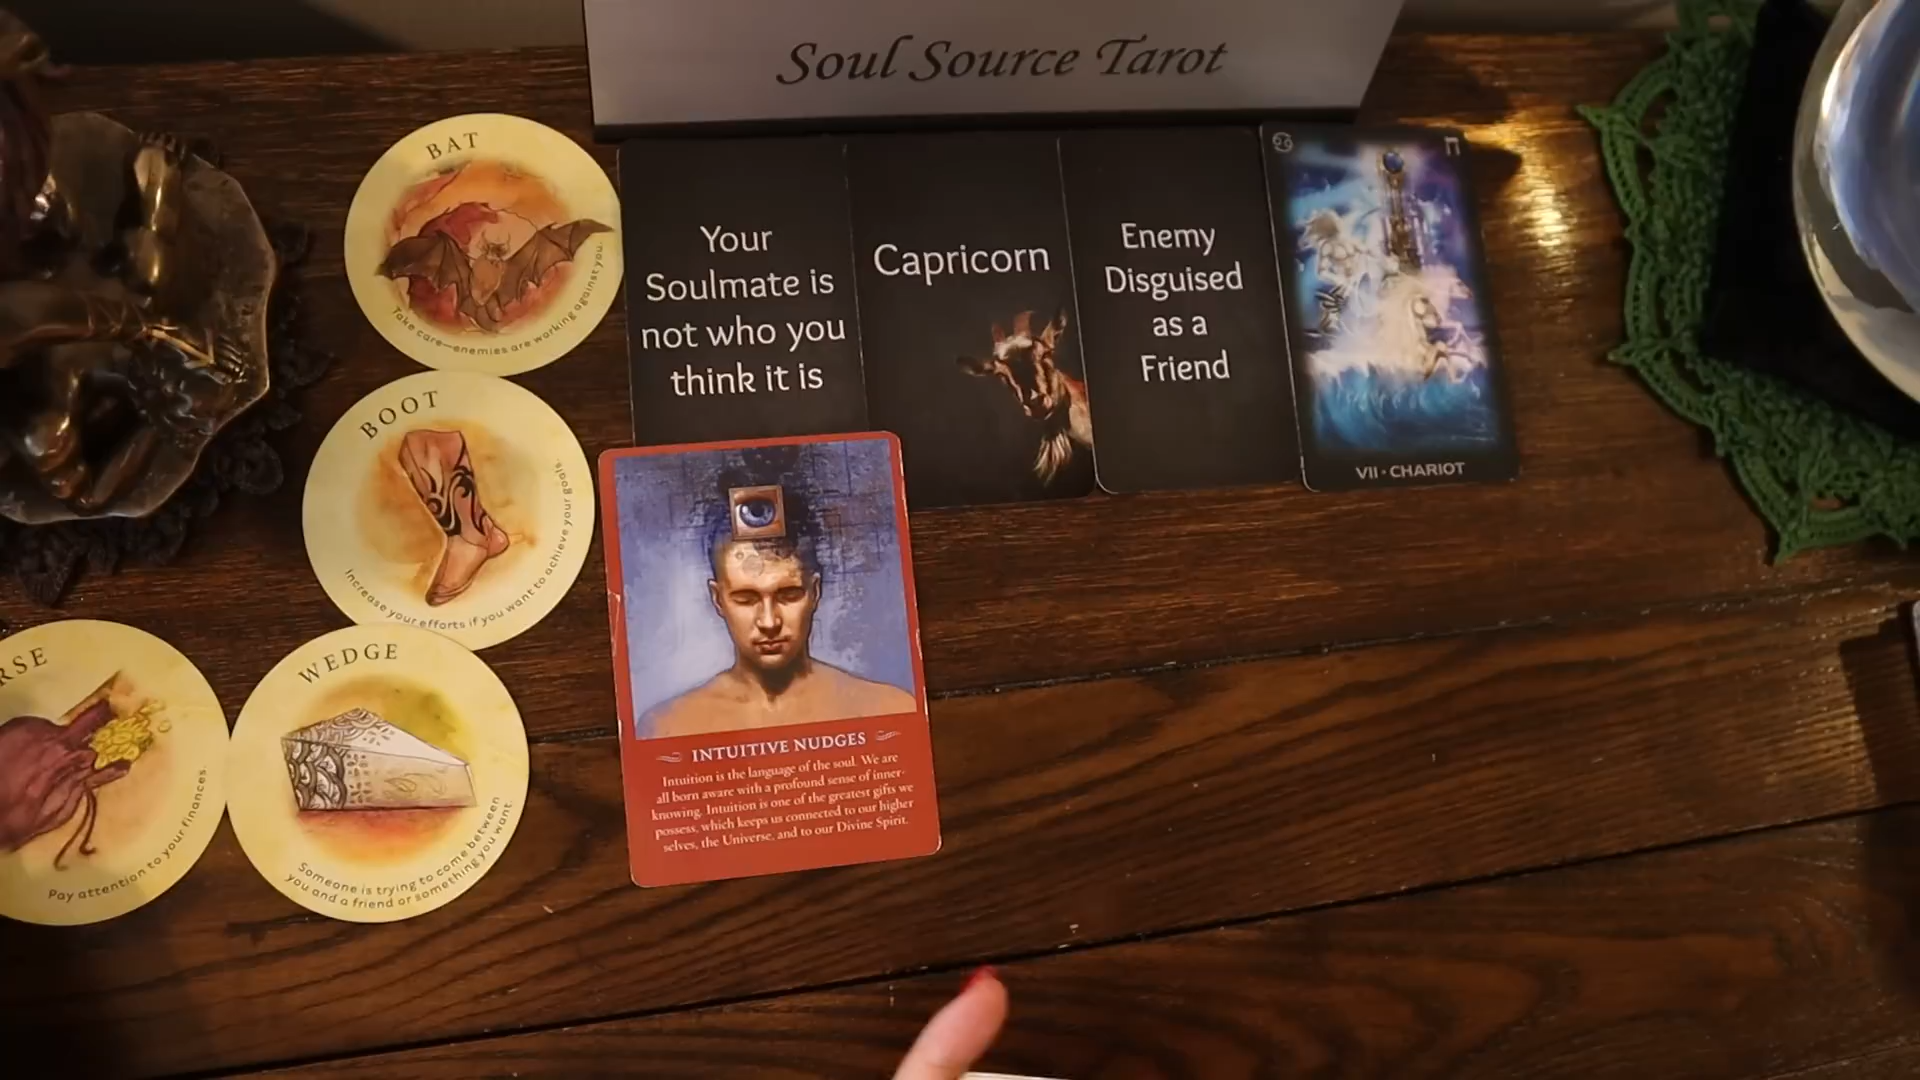 Soul Source Tarot
BAT
Take care—enemies are working against you.
Your
Soulmate is
not who you
think it is
Capricorn
Enemy
Disguised
as a
Friend
VII • CHARIOT
BOOT
Increase your efforts if you want to achieve your goals.
RSE
Pay attention to your finances.
WEDGE
Someone is trying to come between
you and a friend or something you want.
INTUITIVE NUDGES
Intuition is the language of the soul. We are
all born aware with a profound sense of inner-
knowing. Intuition is one of the greatest gifts we
possess, which keeps us connected to our higher
selves, the Universe, and to our Divine Spirit.